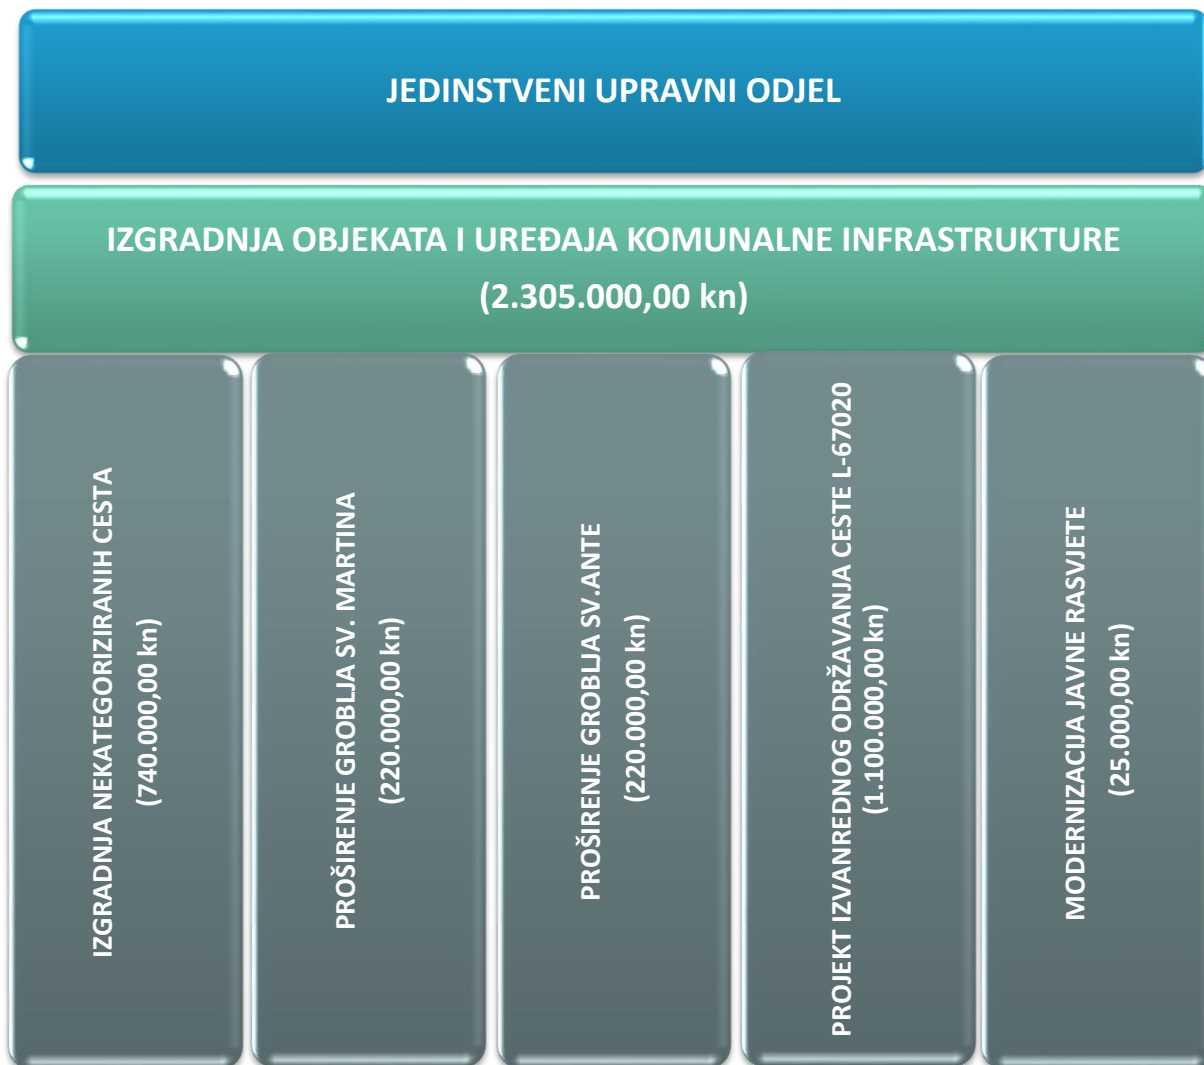 JEDINSTVENI UPRAVNI ODJEL
IZGRADNJA OBJEKATA I UREĐAJA KOMUNALNE INFRASTRUKTURE
(2.305.000,00 kn)
IZGRADNJA NEKATEGORIZIRANIH CESTA
(740.000,00 kn)
PROŠIRENJE GROBLJA SV. MARTINA
(220.000,00 kn)
PROŠIRENJE GROBLJA SV.ANTE
(220.000,00 kn)
PROJEKT IZVANREDNOG ODRŽAVANJA CESTE L-67020
(1.100.000,00 kn)
MODERNIZACIJA JAVNE RASVJETE
(25.000,00 kn)